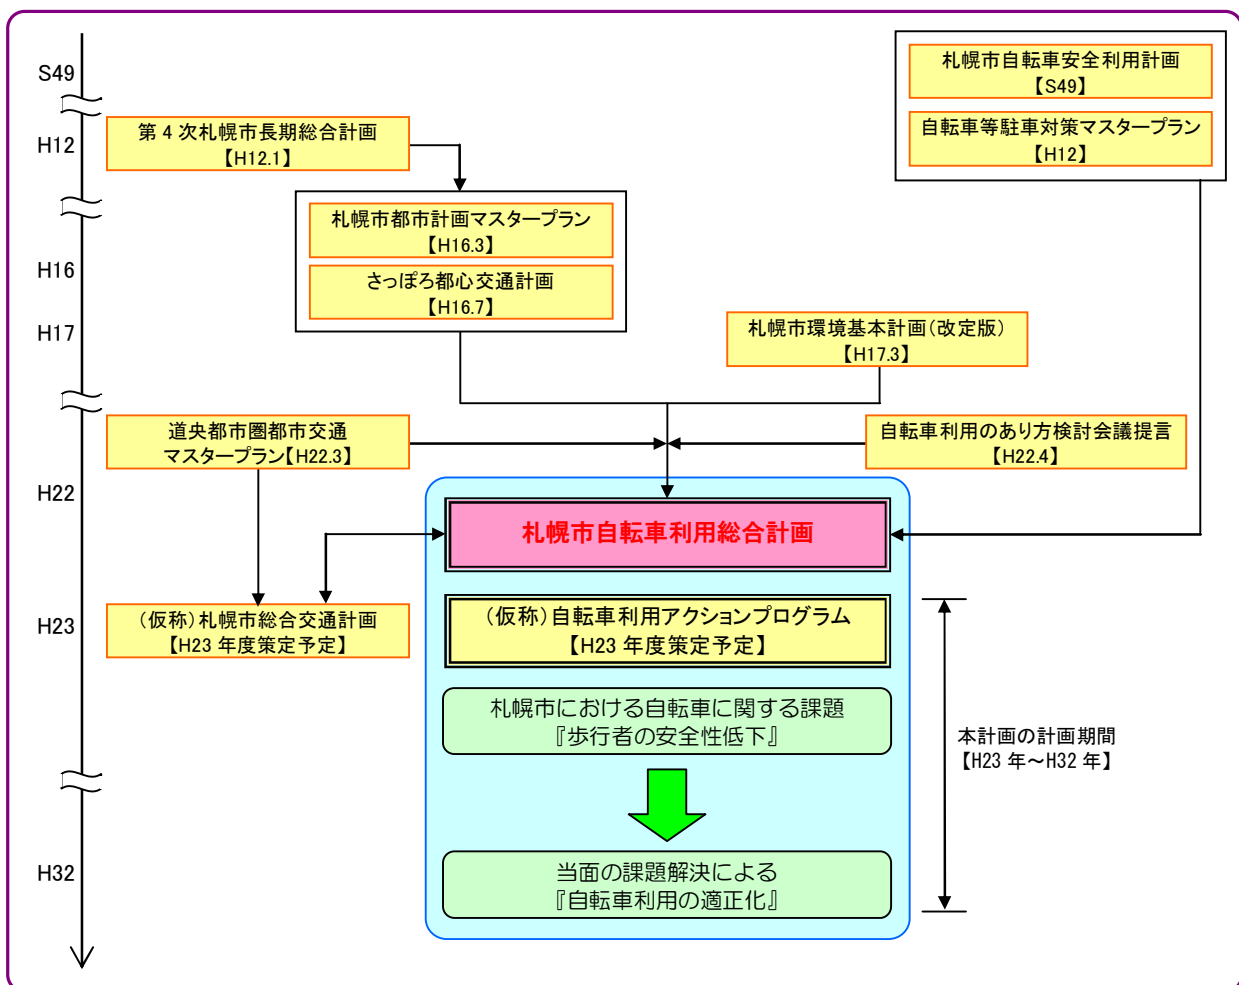 S49
H12
H16
H17
H22
H23
H32
札幌市自転車安全利用計画
【S49】
自転車等駐車対策マスタープラン
【H12】
第4次札幌市長期総合計画
【H12.1】
札幌市都市計画マスタープラン
【H16.3】
さっぽろ都心交通計画
【H16.7】
札幌市環境基本計画(改定版)
【H17.3】
道央都市圏都市交通
マスタープラン【H22.3】
自転車利用のあり方検討会議提言
【H22.4】
札幌市自転車利用総合計画
(仮称)札幌市総合交通計画
【H23 年度策定予定】
(仮称)自転車利用アクションプログラム
【H23 年度策定予定】
札幌市における自転車に関する課題
『歩行者の安全性低下』
本計画の計画期間
【H23 年～H32 年】
当面の課題解決による
『自転車利用の適正化』